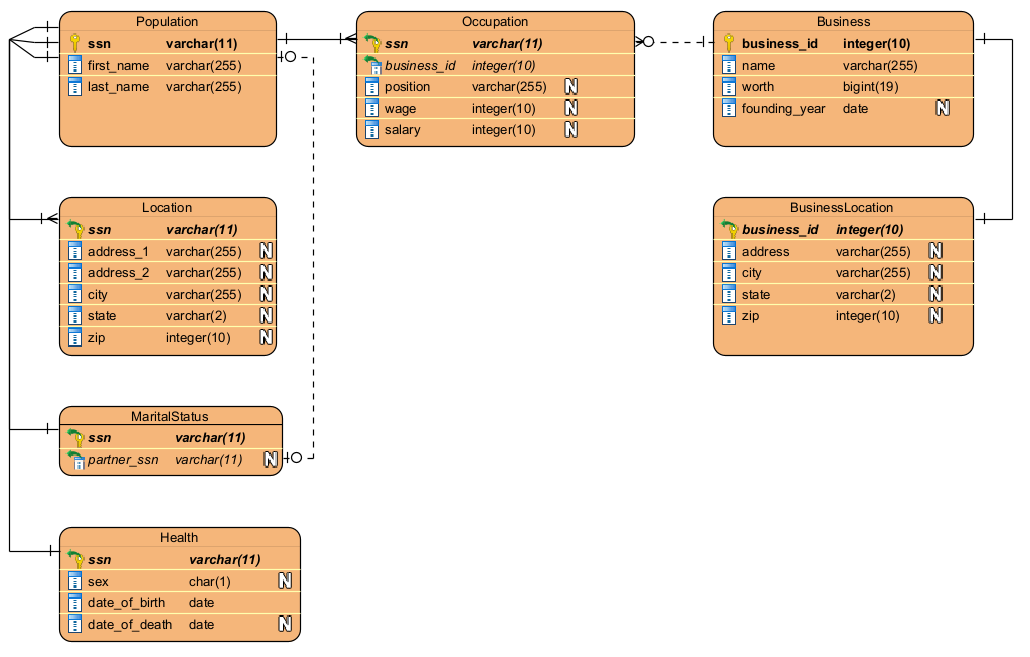 Population
ssn varchar(11)
first_name varchar(255)
last_name varchar(255)
Occupation
ssn varchar(11)
business_id integer(10)
position varchar(255) N
wage integer(10) N
salary integer(10) N
Business
business_id integer(10)
name varchar(255)
worth bigint(19)
founding_year date N
Location
ssn varchar(11)
address_1 varchar(255) N
address_2 varchar(255) N
city varchar(255) N
state varchar(2) N
zip integer(10) N
BusinessLocation
business_id integer(10)
address varchar(255) N
city varchar(255) N
state varchar(2) N
zip integer(10) N
MaritalStatus
ssn varchar(11)
partner_ssn varchar(11) N
Health
ssn varchar(11)
sex char(1) N
date_of_birth date
date_of_death date N